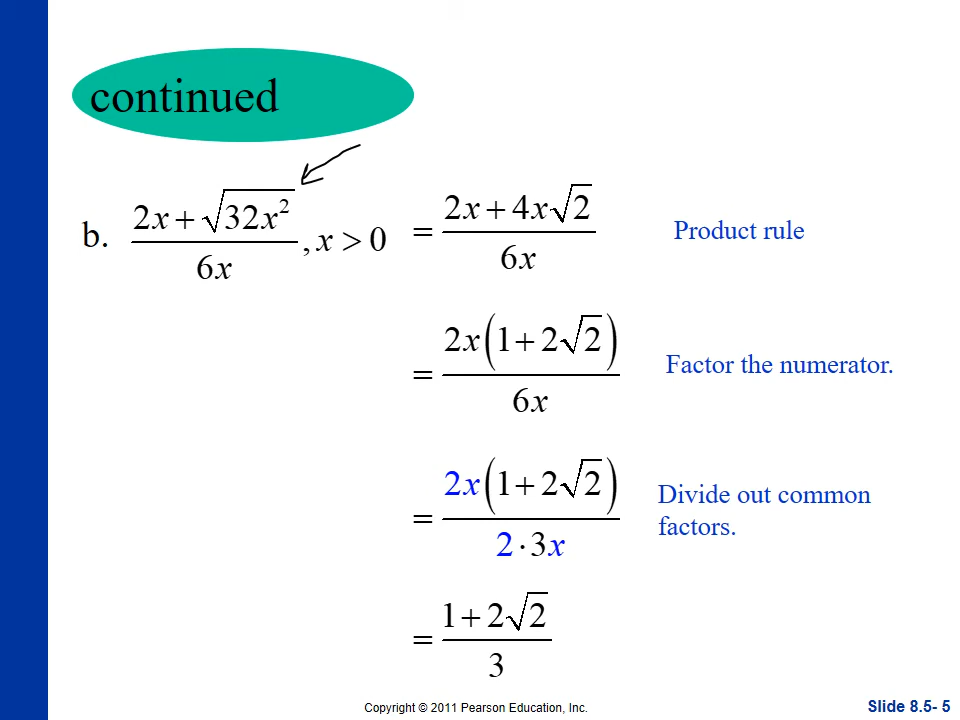 continued
b. (2x + √(32x²))/(6x), x > 0 = (2x + 4x√2)/(6x) Product rule
= (2x(1 + 2√2))/(6x) Factor the numerator.
= (2x(1 + 2√2))/(2 · 3x) Divide out common
factors.
= (1 + 2√2)/3
Copyright © 2011 Pearson Education, Inc. Slide 8.5- 5